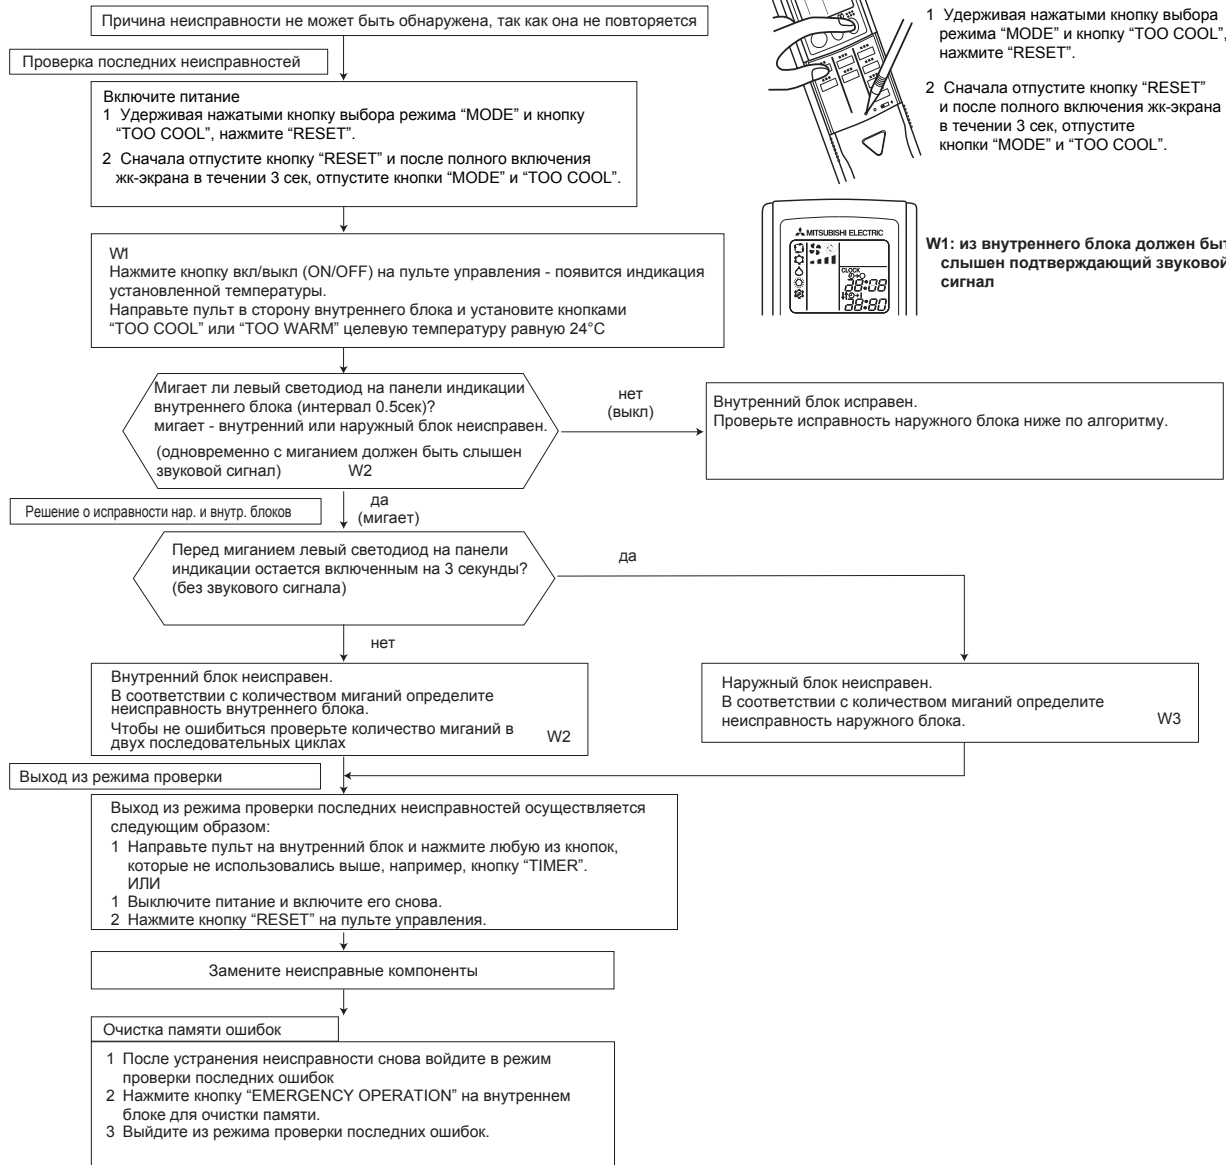 Причина неисправности не может быть обнаружена, так как она не повторяется
Проверка последних неисправностей
Включите питание
1 Удерживая нажатыми кнопку выбора режима “MODE” и кнопку
“TOO COOL”, нажмите “RESET”.
2 Сначала отпустите кнопку “RESET” и после полного включения
жк-экрана в течении 3 сек, отпустите кнопки “MODE” и “TOO COOL”.
1 Удерживая нажатыми кнопку выбора
режима “MODE” и кнопку “TOO COOL”,
нажмите “RESET”.
2 Сначала отпустите кнопку “RESET”
и после полного включения жк-экрана
в течении 3 сек, отпустите
кнопки “MODE” и “TOO COOL”.
MITSUBISHI ELECTRIC
CLOCK
38:08
38:80
W1: из внутреннего блока должен быт
слышен подтверждающий звуковой
сигнал
W1
Нажмите кнопку вкл/выкл (ON/OFF) на пульте управления - появится индикация
установленной температуры.
Направьте пульт в сторону внутреннего блока и установите кнопками
“TOO COOL” или “TOO WARM” целевую температуру равную 24°C
Мигает ли левый светодиод на панели индикации
внутреннего блока (интервал 0.5сек)?
мигает - внутренний или наружный блок неисправен.
(одновременно с миганием должен быть слышен
звуковой сигнал) W2
нет
(выкл)
Внутренний блок исправен.
Проверьте исправность наружного блока ниже по алгоритму.
да
(мигает)
Решение о исправности нар. и внутр. блоков
Перед миганием левый светодиод на панели
индикации остается включенным на 3 секунды?
(без звукового сигнала)
да
нет
Внутренний блок неисправен.
В соответствии с количеством миганий определите
неисправность внутреннего блока.
Чтобы не ошибиться проверьте количество миганий в
двух последовательных циклах W2
Наружный блок неисправен.
В соответствии с количеством миганий определите
неисправность наружного блока. W3
Выход из режима проверки
Выход из режима проверки последних неисправностей осуществляется
следующим образом:
1 Направьте пульт на внутренний блок и нажмите любую из кнопок,
которые не использовались выше, например, кнопку “TIMER”.
ИЛИ
1 Выключите питание и включите его снова.
2 Нажмите кнопку “RESET” на пульте управления.
Замените неисправные компоненты
Очистка памяти ошибок
1 После устранения неисправности снова войдите в режим
проверки последних ошибок
2 Нажмите кнопку “EMERGENCY OPERATION” на внутреннем
блоке для очистки памяти.
3 Выйдите из режима проверки последних ошибок.